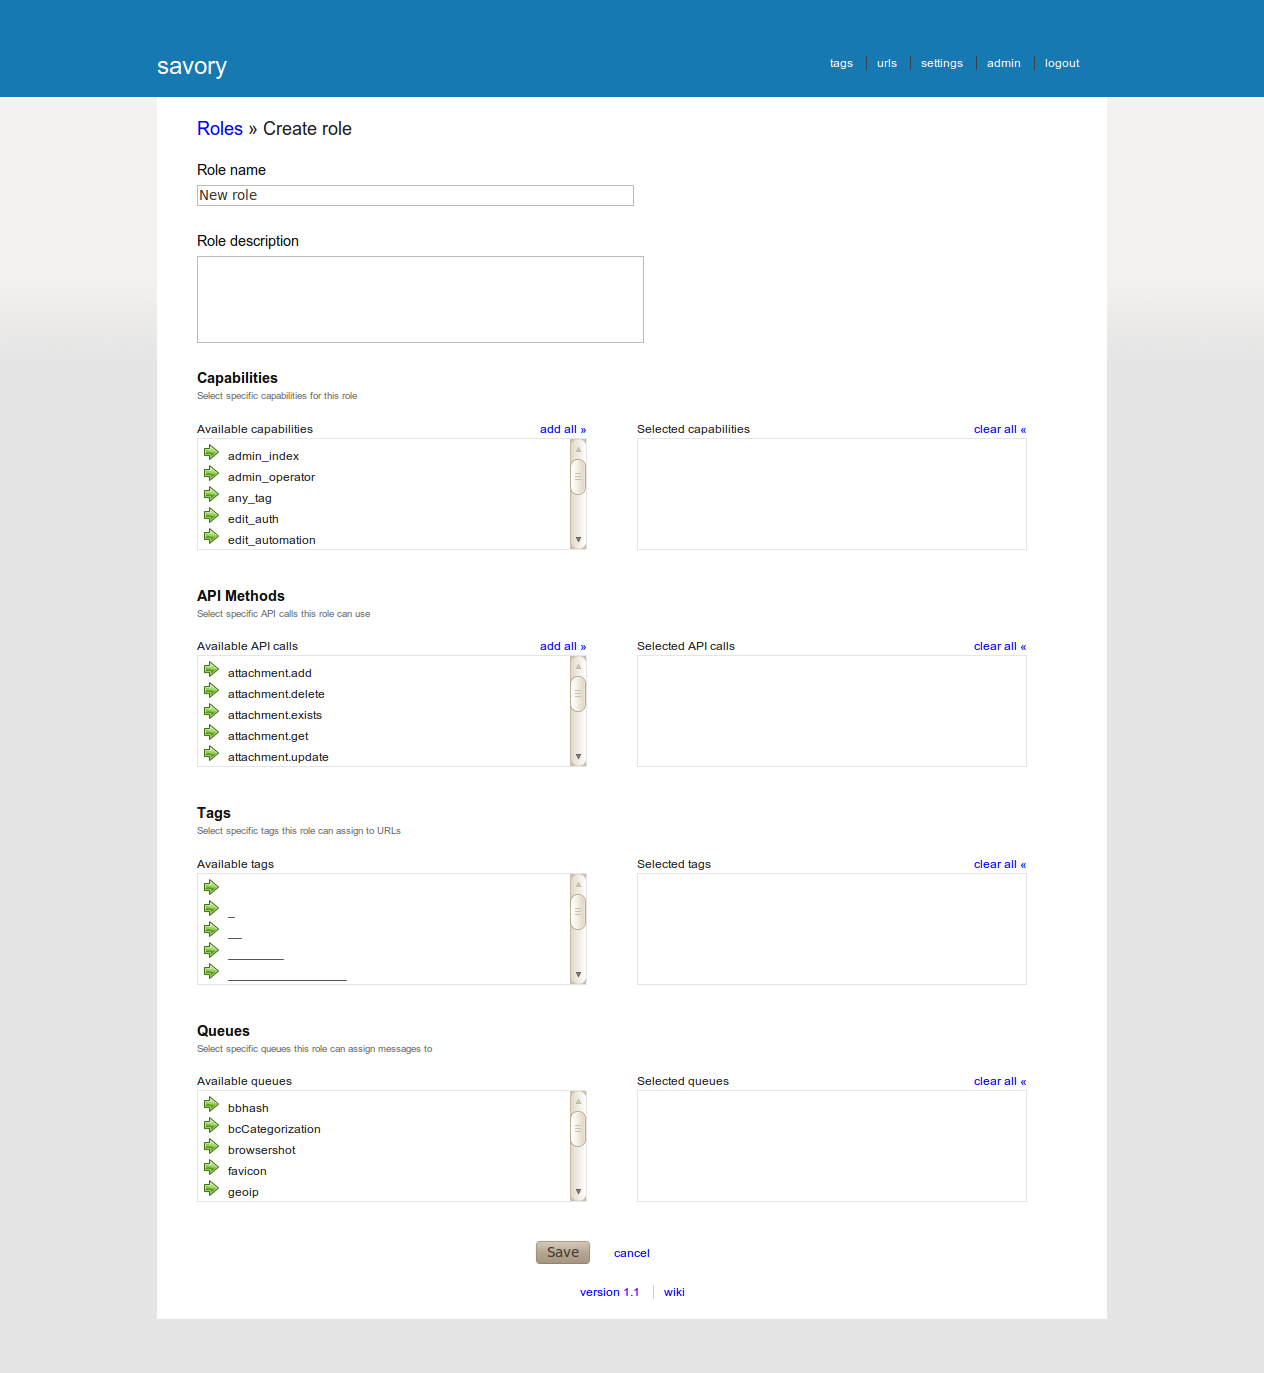 savory
tags urls settings admin logout
Roles » Create role
Role name
New role
Role description
Capabilities
Select specific capabilities for this role
Available capabilities add all » Selected capabilities clear all «
admin_index
admin_operator
any_tag
edit_auth
edit_automation
API Methods
Select specific API calls this role can use
Available API calls add all » Selected API calls clear all «
attachment.add
attachment.delete
attachment.exists
attachment.get
attachment.update
Tags
Select specific tags this role can assign to URLs
Available tags Selected tags clear all «
_
__
________
_________________
Queues
Select specific queues this role can assign messages to
Available queues Selected queues clear all «
bbhash
bcCategorization
browsershot
favicon
geoip
Save cancel
version 1.1 wiki